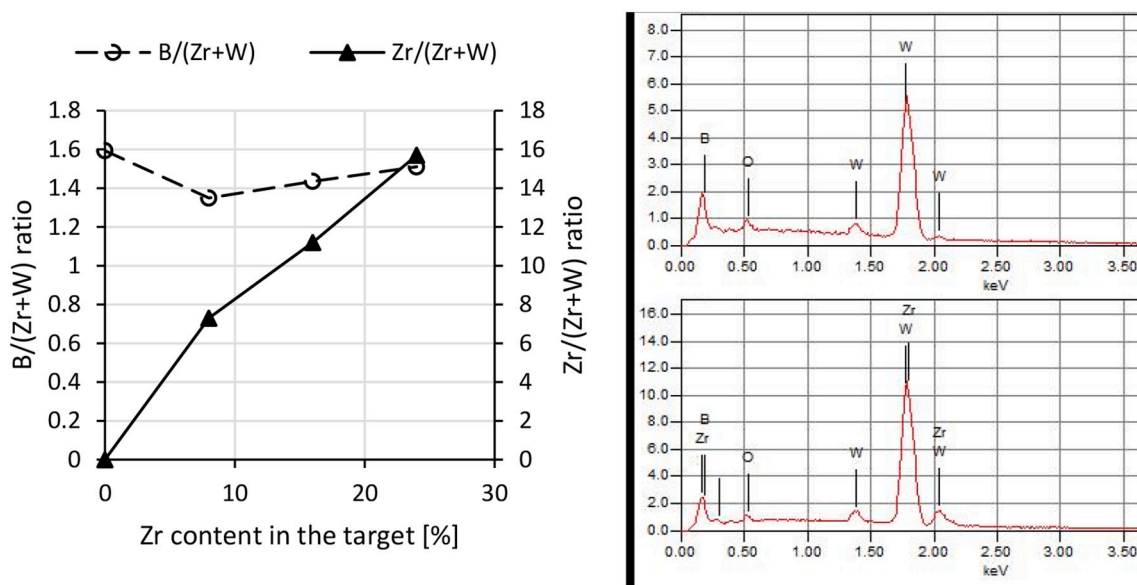 B/(Zr+W) Zr/(Zr+W)
B/(Zr+W) ratio
1.8
1.6
1.4
1.2
1
0.8
0.6
0.4
0.2
0
18
16
14
12
10
8
6
4
2
0
Zr/(Zr+W) ratio
0 10 20 30
Zr content in the target [%]
8.0
7.0
6.0
5.0
4.0
3.0
2.0
1.0
0.0
B
O
W
W
W
0.00 0.50 1.00 1.50 2.00 2.50 3.00 3.50
keV
16.0
14.0
12.0
10.0
8.0
6.0
4.0
2.0
0.0
B
Zr
O
W
Zr
W
Zr
W
0.00 0.50 1.00 1.50 2.00 2.50 3.00 3.50
keV